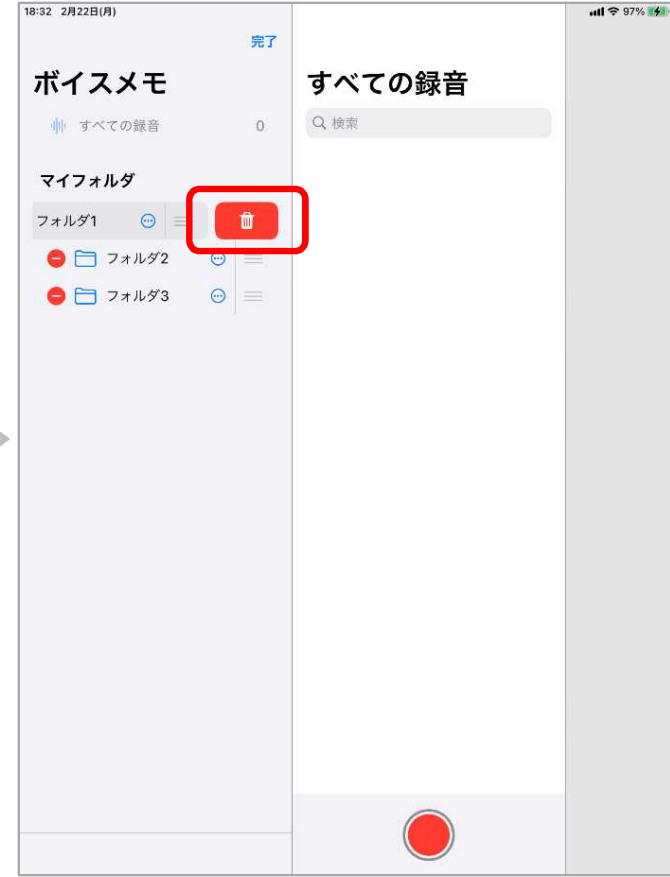 18:32 2月22日(月)
97%
完了
ボイスメモ
すべての録音 0
マイフォルダ
フォルダ1
フォルダ2
フォルダ3
すべての録音
検索